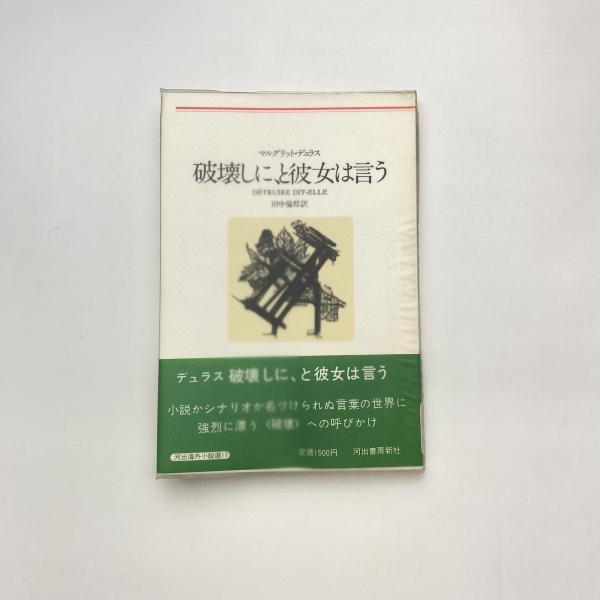 マルグリット・デュラス
破壊しに、と彼女は言う
DÉTRUIRE DIT-ELLE
田中倫郎訳
デュラス 破壊しに、と彼女は言う
小説かシナリオか名づけられぬ言葉の世界に
強烈に漂う〈破壊〉への呼びかけ
河出海外小説選17
定価1500円 河出書房新社